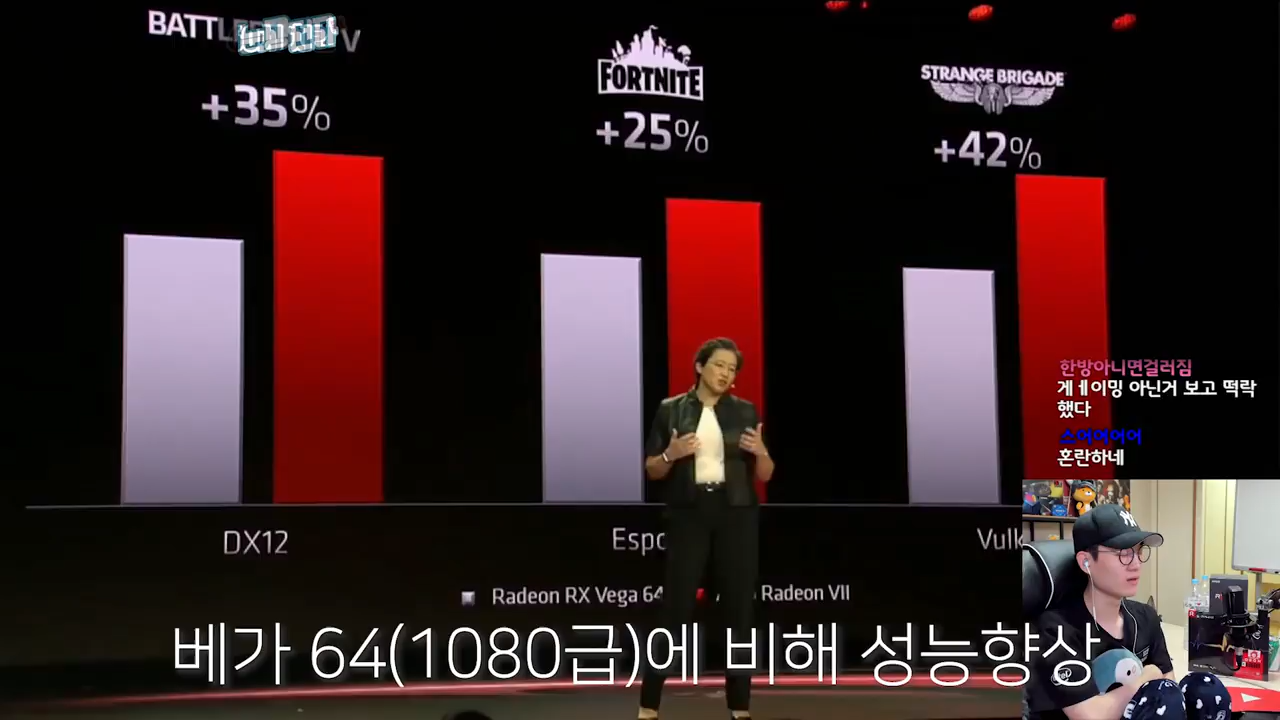 BATTL V
+35%
FORTNITE
+25%
STRANGE BRIGADE
+42%
한방아니면걸러짐
게ㅔ이밍 아닌거 보고 떡락
했다
스어어어어
혼란하네
DX12
Espo
Vulk
Radeon RX Vega 64
Radeon VII
베가 64(1080급)에 비해 성능향상